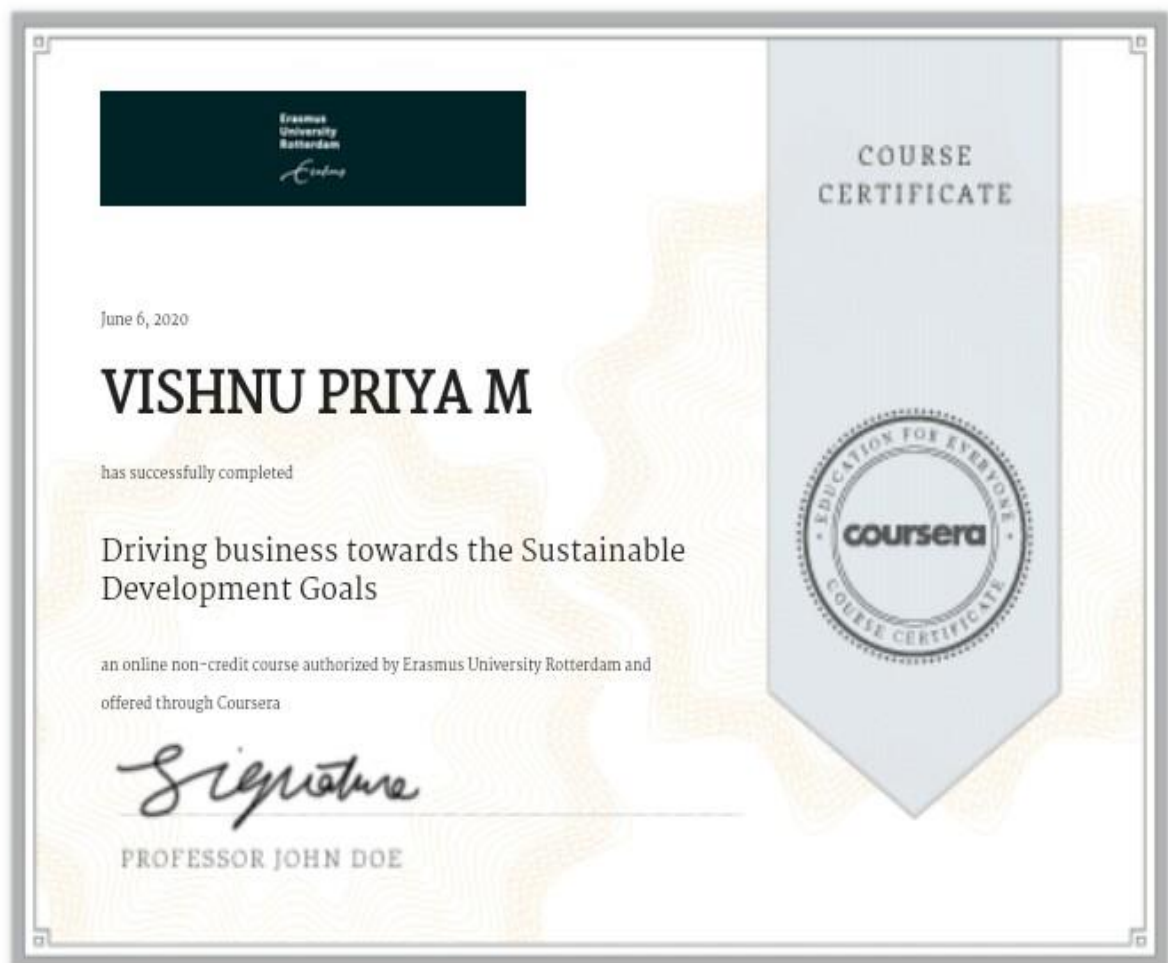 Erasmus
University
Rotterdam
Erasmus
COURSE
CERTIFICATE
June 6, 2020
VISHNU PRIYA M
has successfully completed
Driving business towards the Sustainable
Development Goals
an online non-credit course authorized by Erasmus University Rotterdam and
offered through Coursera
Signature
PROFESSOR JOHN DOE
EDUCATION FOR EVERYONE
coursera
COURSE CERTIFICATE